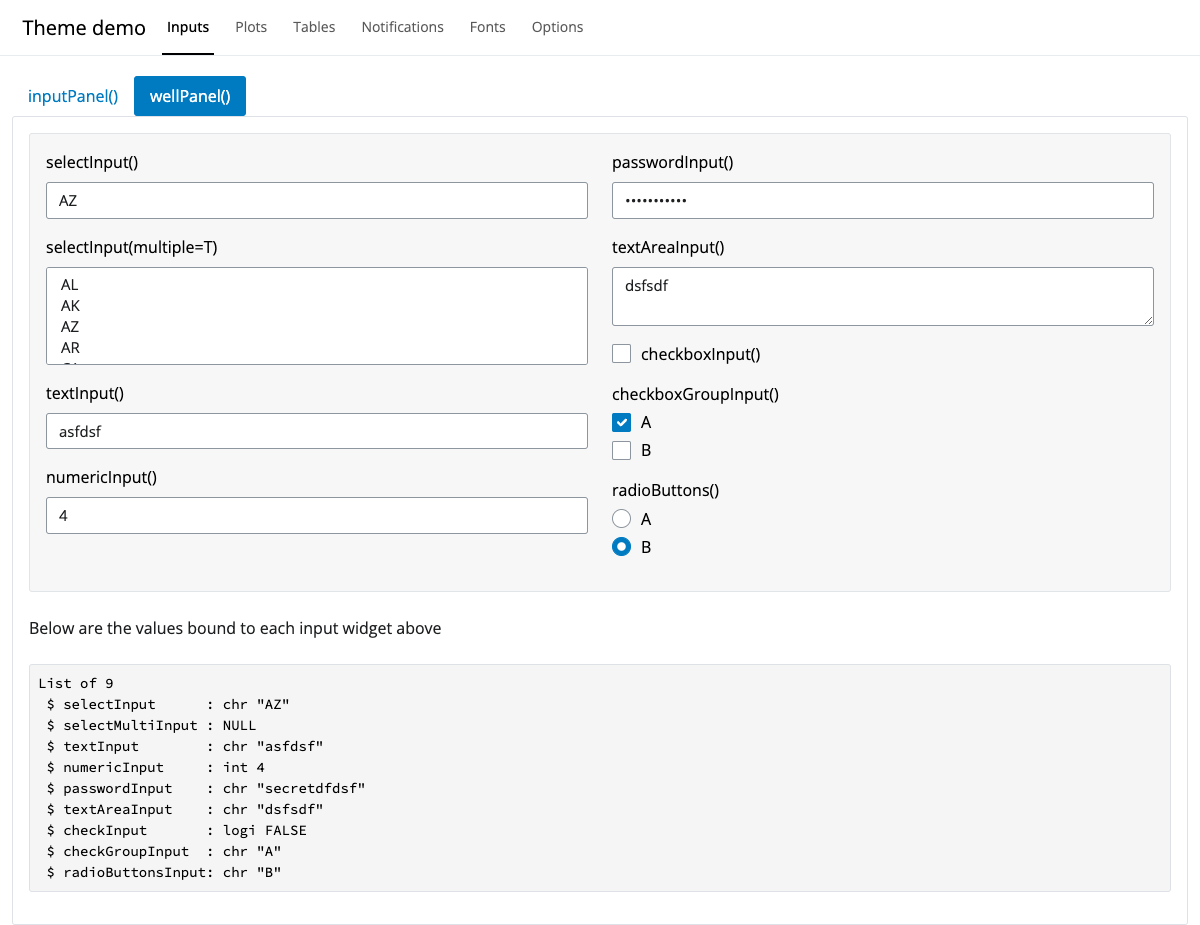 Theme demo Inputs Plots Tables Notifications Fonts Options
inputPanel() wellPanel()
selectInput()
AZ
selectInput(multiple=T)
AL
AK
AZ
AR
textInput()
asfdsf
numericInput()
4
passwordInput()
•••••••••••
textAreaInput()
dsfsdf
checkboxInput()
checkboxGroupInput()
A
B
radioButtons()
A
B
Below are the values bound to each input widget above
List of 9
$ selectInput : chr "AZ"
$ selectMultiInput : NULL
$ textInput : chr "asfdsf"
$ numericInput : int 4
$ passwordInput : chr "secretdfdsf"
$ textAreaInput : chr "dsfsdf"
$ checkInput : logi FALSE
$ checkGroupInput : chr "A"
$ radioButtonsInput: chr "B"